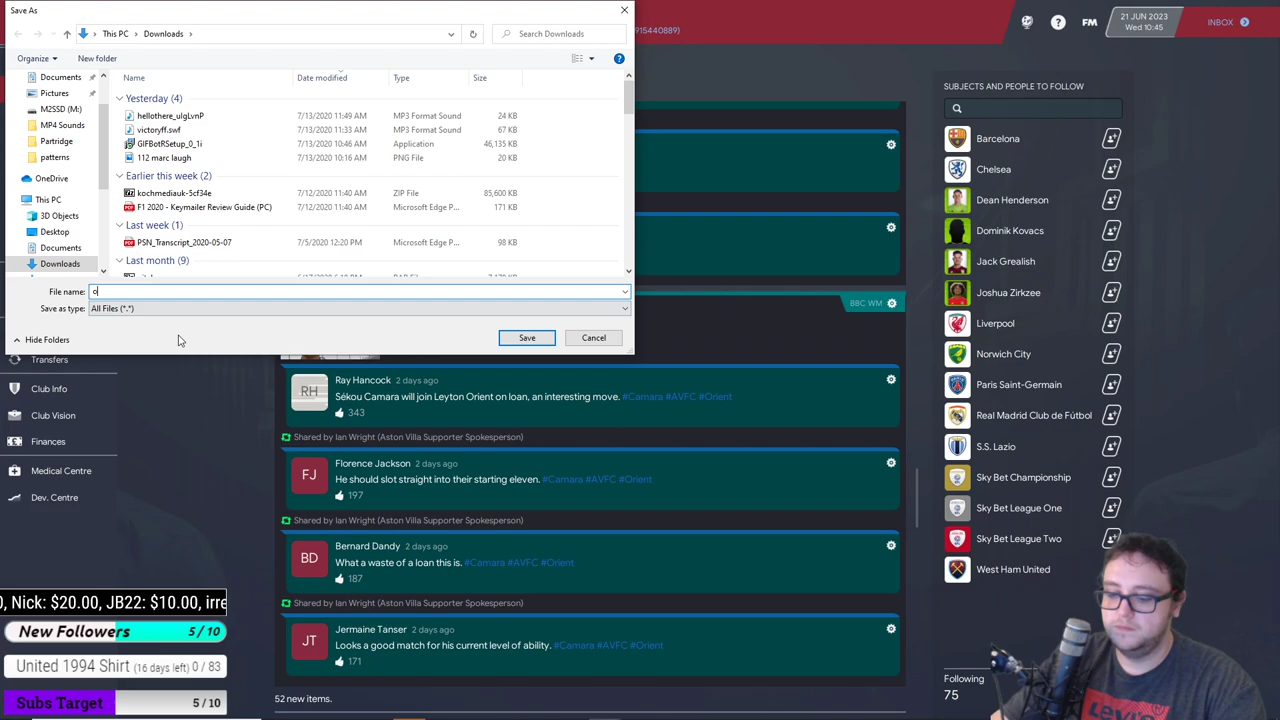 Save As
This PC
Downloads
Search Downloads
Organize
New folder
Documents
Pictures
M2SSD (M:)
MP4 Sounds
Partridge
patterns
OneDrive
This PC
3D Objects
Desktop
Documents
Downloads
Name Date modified Type Size
Yesterday (4)
hellothere_ulgLvnP 7/13/2020 11:49 AM MP3 Format Sound 24 KB
victoryff.swf 7/13/2020 11:33 AM MP3 Format Sound 67 KB
GIFBotRSetup_0_1i 7/13/2020 10:46 AM Application 46,135 KB
112 marc laugh 7/13/2020 10:16 AM PNG File 20 KB
Earlier this week (2)
kochmediauk-5cf34e 7/12/2020 11:40 AM ZIP File 85,600 KB
F1 2020 - Keymailer Review Guide (PC) 7/12/2020 11:40 AM Microsoft Edge P... 171 KB
Last week (1)
PSN_Transcript_2020-05-07 7/5/2020 12:20 PM Microsoft Edge P... 98 KB
Last month (9)
File name: o
Save as type: All Files (*.*)
Hide Folders
Save
Cancel
915440889)
FM
21 JUN 2023
Wed 10:45
INBOX
Transfers
Club Info
Club Vision
Finances
Medical Centre
Dev. Centre
BBC WM
RH
Ray Hancock 2 days ago
Sékou Camara will join Leyton Orient on loan, an interesting move. #Camara #AVFC #Orient
343
Shared by Ian Wright (Aston Villa Supporter Spokesperson)
FJ
Florence Jackson 2 days ago
He should slot straight into their starting eleven. #Camara #AVFC #Orient
197
Shared by Ian Wright (Aston Villa Supporter Spokesperson)
BD
Bernard Dandy 2 days ago
What a waste of a loan this is. #Camara #AVFC #Orient
187
Shared by Ian Wright (Aston Villa Supporter Spokesperson)
JT
Jermaine Tanser 2 days ago
Looks a good match for his current level of ability. #Camara #AVFC #Orient
171
52 new items.
SUBJECTS AND PEOPLE TO FOLLOW
Barcelona
Chelsea
Dean Henderson
Dominik Kovacs
Jack Grealish
Joshua Zirkzee
Liverpool
Norwich City
Paris Saint-Germain
Real Madrid Club de Fútbol
S.S. Lazio
Sky Bet Championship
Sky Bet League One
Sky Bet League Two
West Ham United
Following
75
0, Nick: $20.00, JB22: $10.00, irre
New Followers 5 / 10
United 1994 Shirt (16 days left) 0 / 83
Subs Target 5 / 10